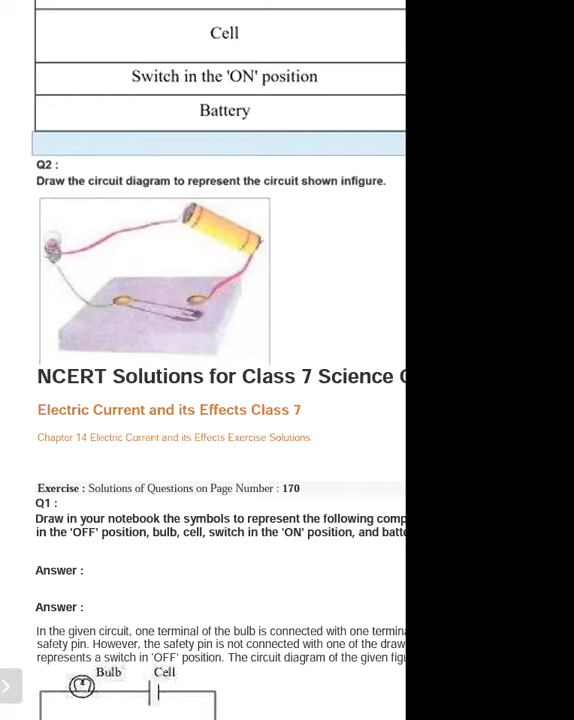 Cell
Switch in the 'ON' position
Battery
Q2 :
Draw the circuit diagram to represent the circuit shown infigure.
NCERT Solutions for Class 7 Science
Electric Current and its Effects Class 7
Chapter 14 Electric Current and its Effects Exercise Solutions
Exercise : Solutions of Questions on Page Number : 170
Q1 :
Draw in your notebook the symbols to represent the following
in the 'OFF' position, bulb, cell, switch in the 'ON' position, and
Answer :
Answer :
In the given circuit, one terminal of the bulb is connected with one
safety pin. However, the safety pin is not connected with one of the
represents a switch in 'OFF' position. The circuit diagram of the given
Bulb Cell